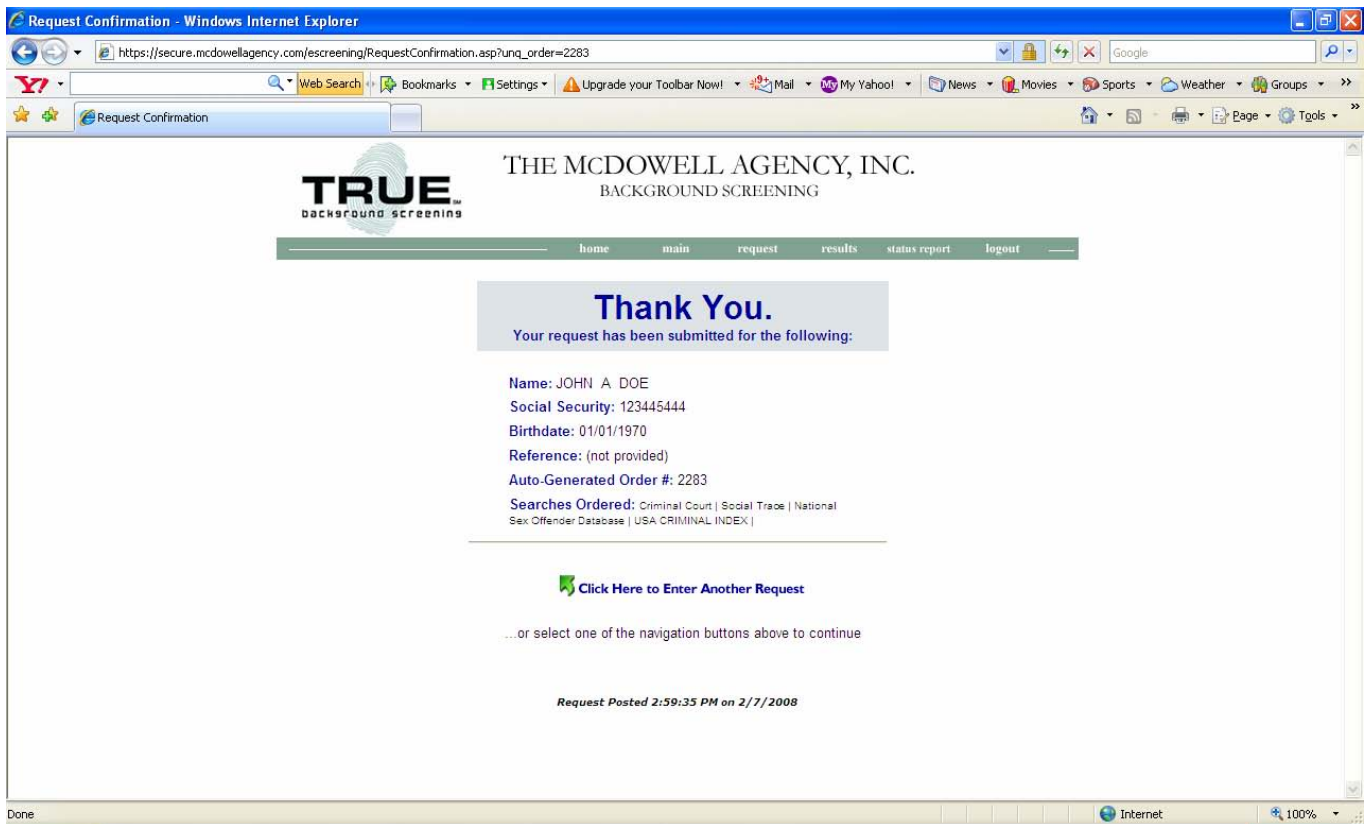 Request Confirmation - Windows Internet Explorer
https://secure.mcdowellagency.com/escreening/RequestConfirmation.asp?unq_order=2283
Google
Y! Web Search Bookmarks Settings Upgrade your Toolbar Now! Mail My My Yahoo! News Movies Sports Weather Groups >>
Request Confirmation Page Tools >>
THE MCDOWELL AGENCY, INC.
BACKGROUND SCREENING
TRUE SM
background screening
home main request results status report logout
Thank You.
Your request has been submitted for the following:
Name: JOHN A DOE
Social Security: 123445444
Birthdate: 01/01/1970
Reference: (not provided)
Auto-Generated Order #: 2283
Searches Ordered: Criminal Court | Social Trace | National
Sex Offender Database | USA CRIMINAL INDEX |
Click Here to Enter Another Request
...or select one of the navigation buttons above to continue
Request Posted 2:59:35 PM on 2/7/2008
Done Internet 100%